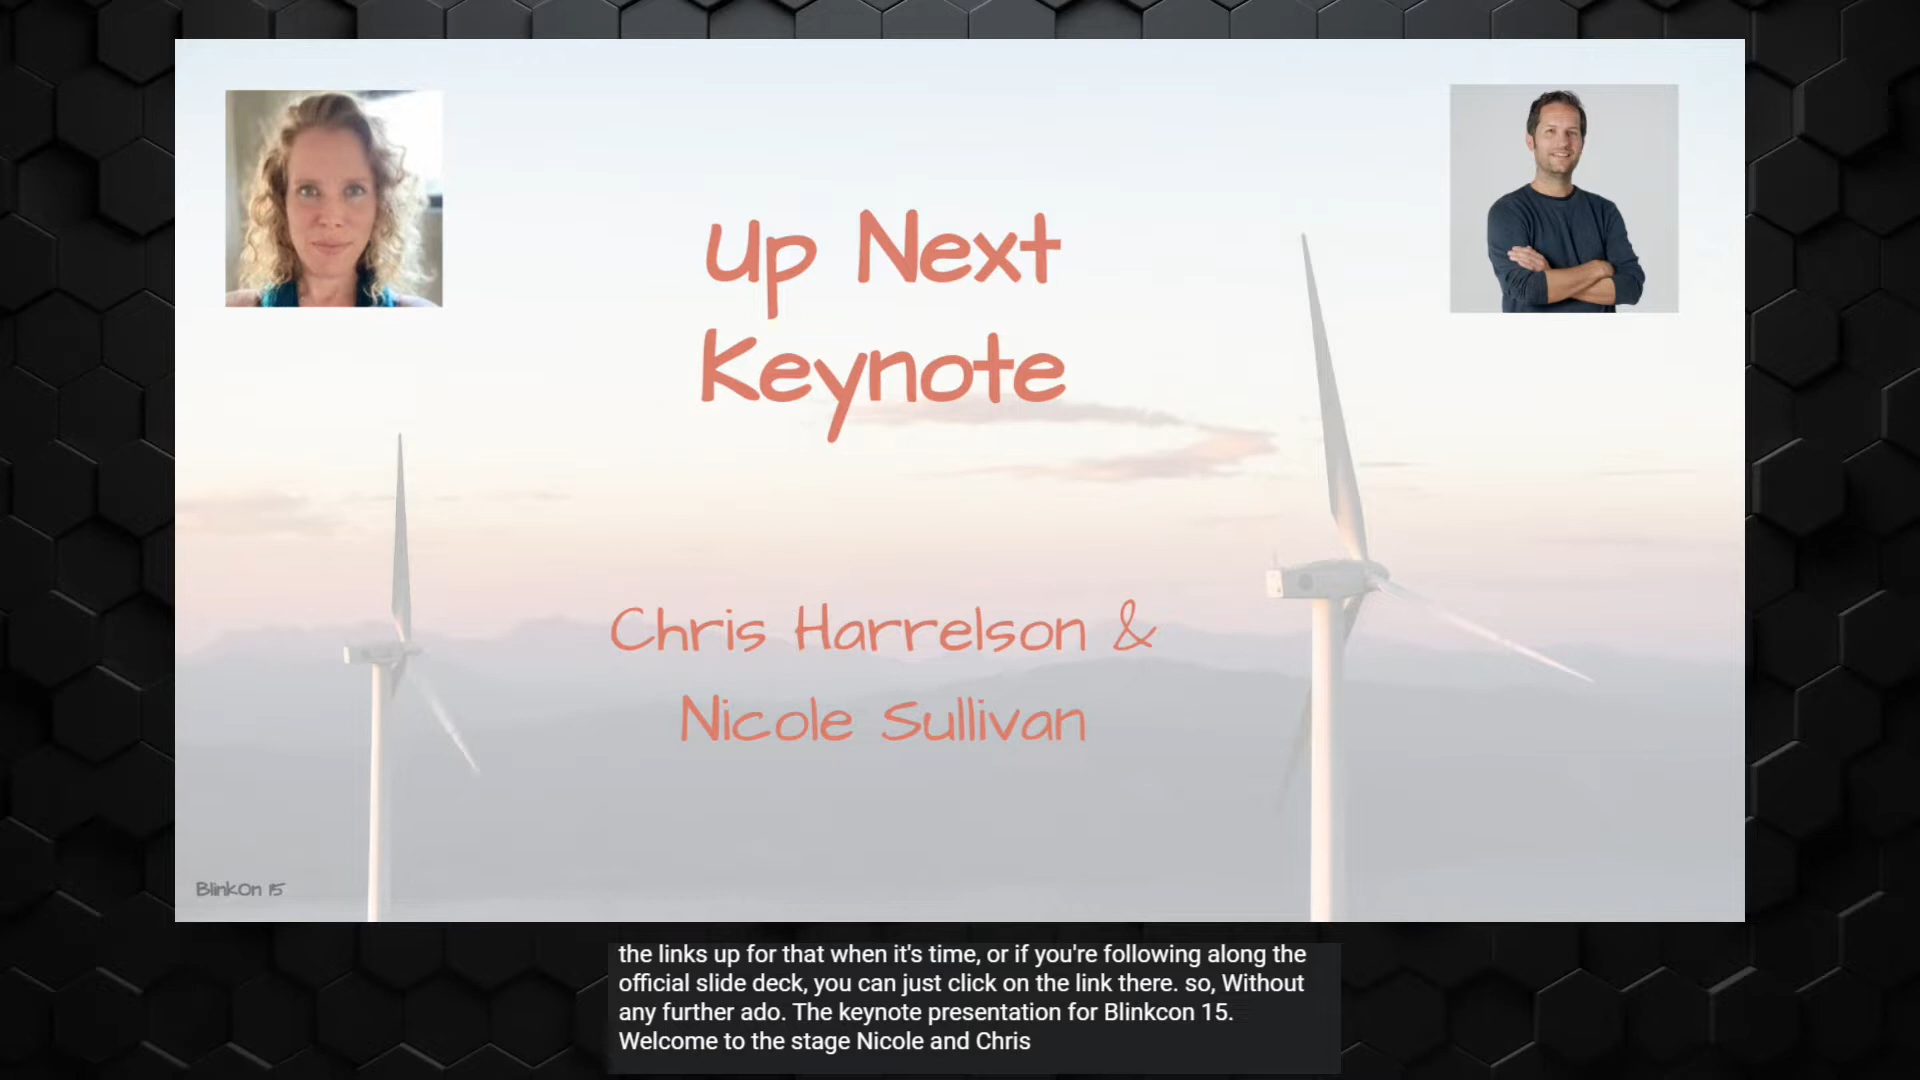 Up Next
Keynote
Chris Harrelson &
Nicole Sullivan
BlinkOn 15
the links up for that when it's time, or if you're following along the
official slide deck, you can just click on the link there. so, Without
any further ado. The keynote presentation for Blinkcon 15.
Welcome to the stage Nicole and Chris